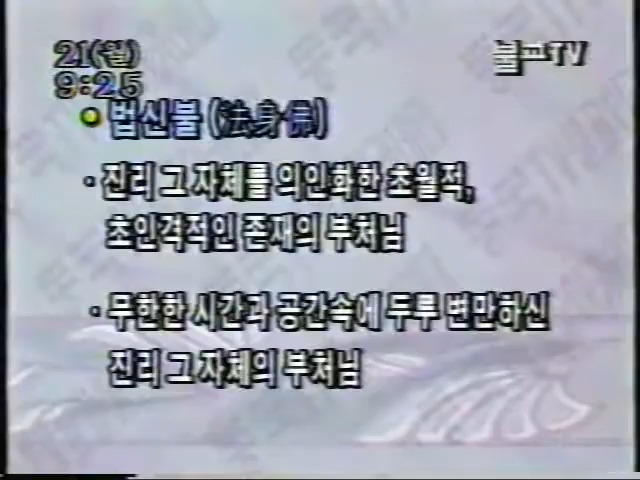 21(월)
9:25
불교TV
• 법신불 (法身佛)
· 진리 그 자체를 의인화한 초월적,
초인격적인 존재의 부처님
· 무한한 시간과 공간속에 두루 변만하신
진리 그 자체의 부처님